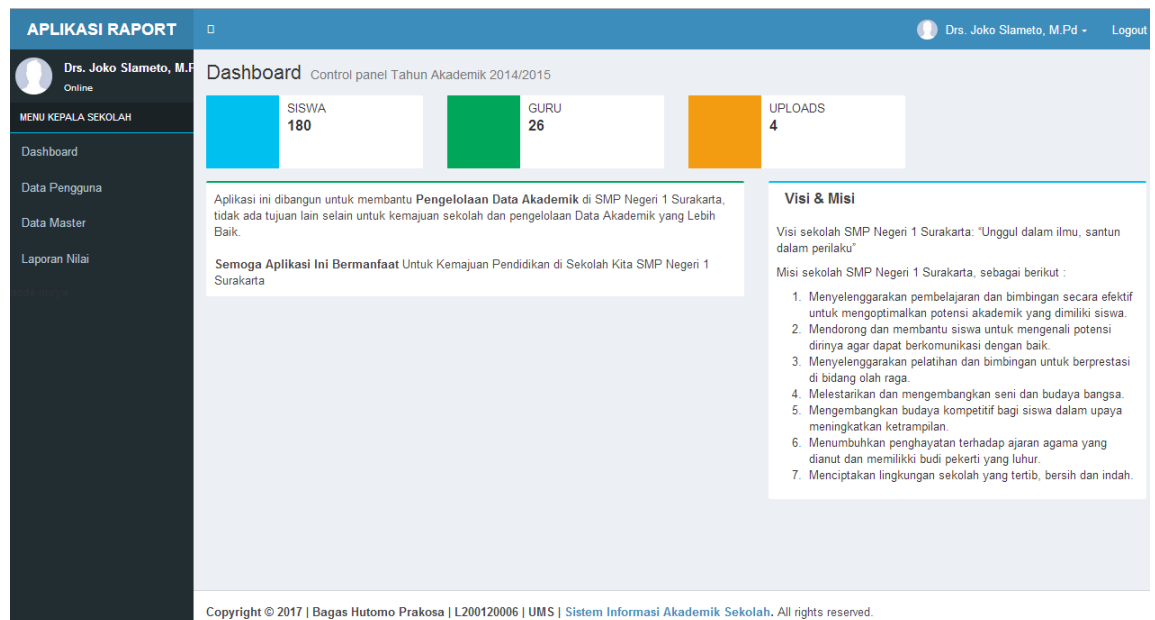 APLIKASI RAPORT
Drs. Joko Slameto, M.Pd
Logout
Drs. Joko Slameto, M.P
Online
MENU KEPALA SEKOLAH
Dashboard
Data Pengguna
Data Master
Laporan Nilai
Dashboard Control panel Tahun Akademik 2014/2015
SISWA
180
GURU
26
UPLOADS
4
Aplikasi ini dibangun untuk membantu Pengelolaan Data Akademik di SMP Negeri 1 Surakarta,
tidak ada tujuan lain selain untuk kemajuan sekolah dan pengelolaan Data Akademik yang Lebih
Baik.
Semoga Aplikasi Ini Bermanfaat Untuk Kemajuan Pendidikan di Sekolah Kita SMP Negeri 1
Surakarta
Visi & Misi
Visi sekolah SMP Negeri 1 Surakarta: “Unggul dalam ilmu, santun
dalam perilaku”
Misi sekolah SMP Negeri 1 Surakarta, sebagai berikut :
1. Menyelenggarakan pembelajaran dan bimbingan secara efektif
untuk mengoptimalkan potensi akademik yang dimiliki siswa.
2. Mendorong dan membantu siswa untuk mengenali potensi
dirinya agar dapat berkomunikasi dengan baik.
3. Menyelenggarakan pelatihan dan bimbingan untuk berprestasi
di bidang olah raga.
4. Melestarikan dan mengembangkan seni dan budaya bangsa.
5. Mengembangkan budaya kompetitif bagi siswa dalam upaya
meningkatkan ketrampilan.
6. Menumbuhkan penghayatan terhadap ajaran agama yang
dianut dan memilikki budi pekerti yang luhur.
7. Menciptakan lingkungan sekolah yang tertib, bersih dan indah.
Copyright © 2017 | Bagas Hutomo Prakosa | L200120006 | UMS | Sistem Informasi Akademik Sekolah. All rights reserved.